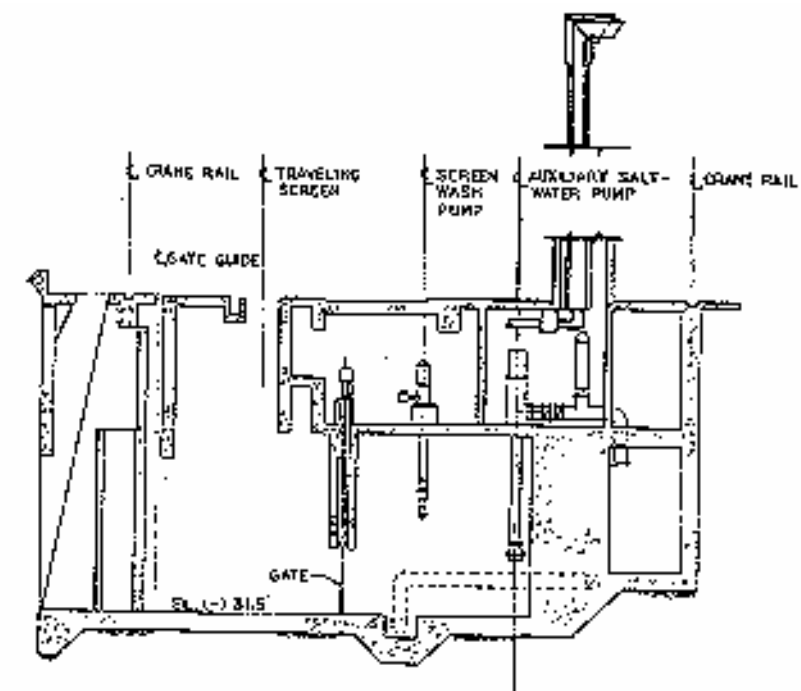 ℄ CRANE RAIL
℄ TRAVELING
SCREEN
℄ SCREEN
WASH
PUMP
℄ AUXILIARY SALT-
WATER PUMP
℄ CRANE RAIL
℄ GATE GUIDE
GATE
EL. (-) 31.5'